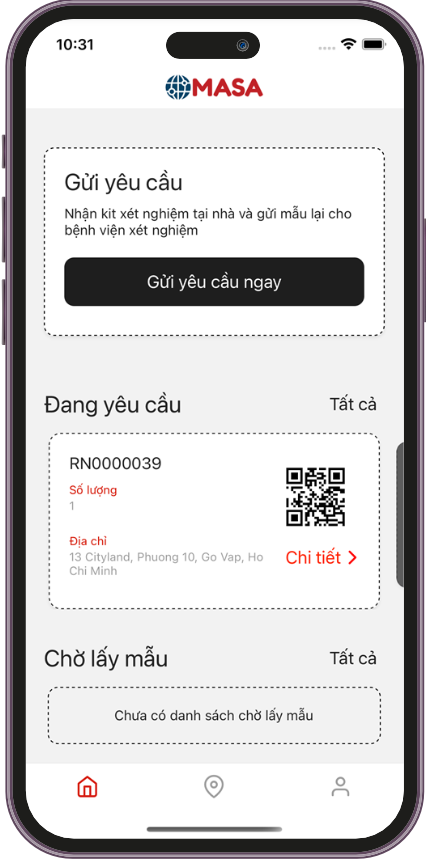 10:31
MASA
Gửi yêu cầu
Nhận kit xét nghiệm tại nhà và gửi mẫu lại cho
bệnh viện xét nghiệm
Gửi yêu cầu ngay
Đang yêu cầu
Tất cả
RN0000039
Số lượng
1
Địa chỉ
13 Cityland, Phuong 10, Go Vap, Ho
Chi Minh
Chi tiết
Chờ lấy mẫu
Tất cả
Chưa có danh sách chờ lấy mẫu